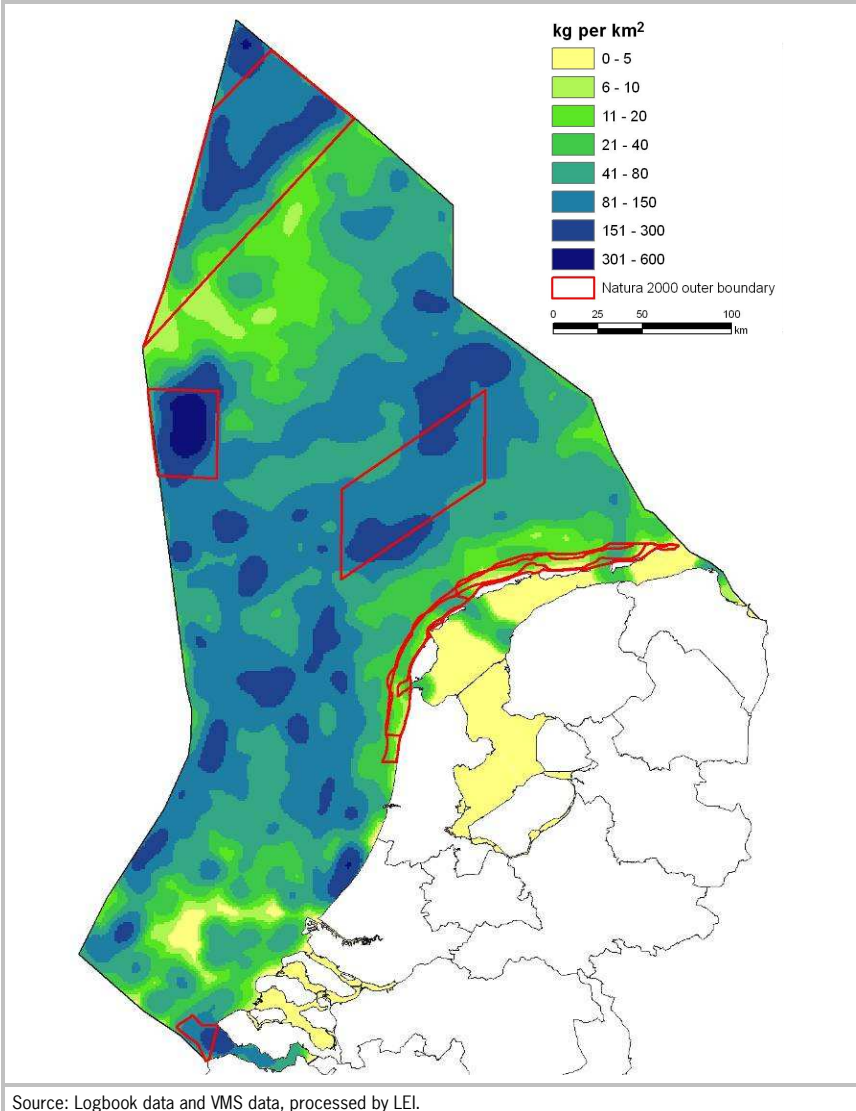 kg per km²
0 - 5
6 - 10
11 - 20
21 - 40
41 - 80
81 - 150
151 - 300
301 - 600
Natura 2000 outer boundary
0 25 50 100
km
Source: Logbook data and VMS data, processed by LEI.